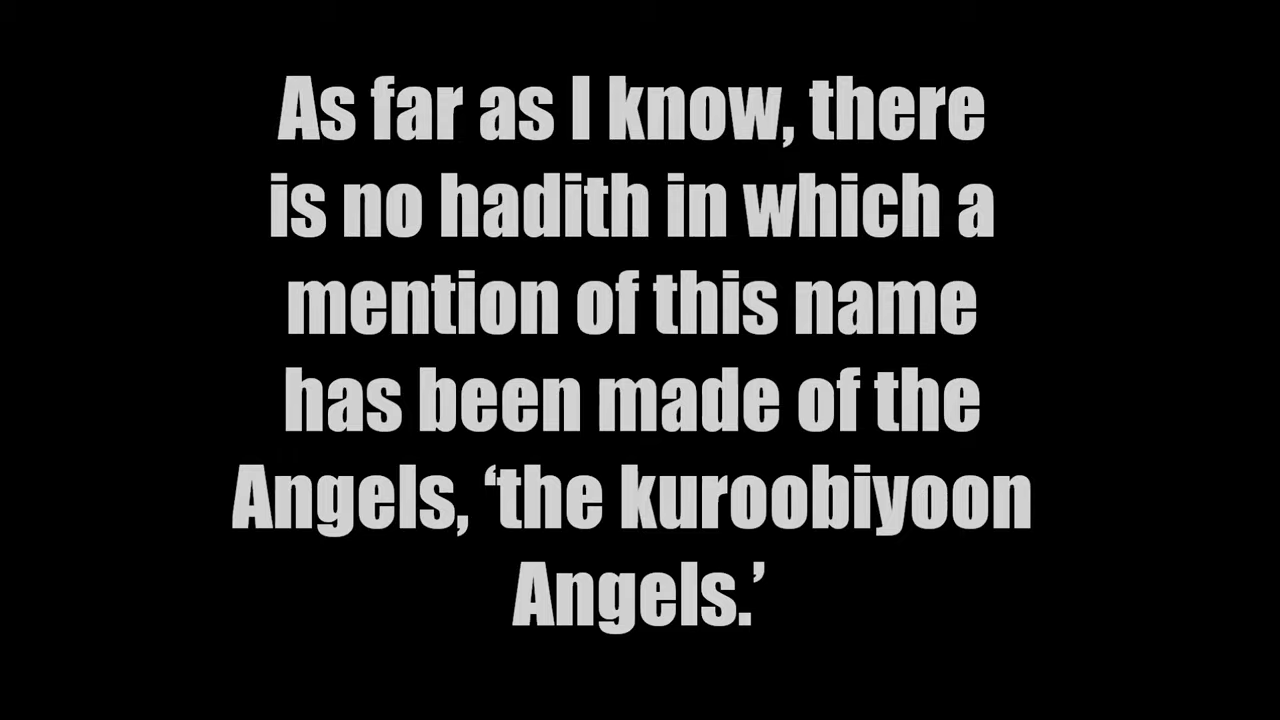 As far as I know, there
is no hadith in which a
mention of this name
has been made of the
Angels, ‘the kuroobiyoon
Angels.’